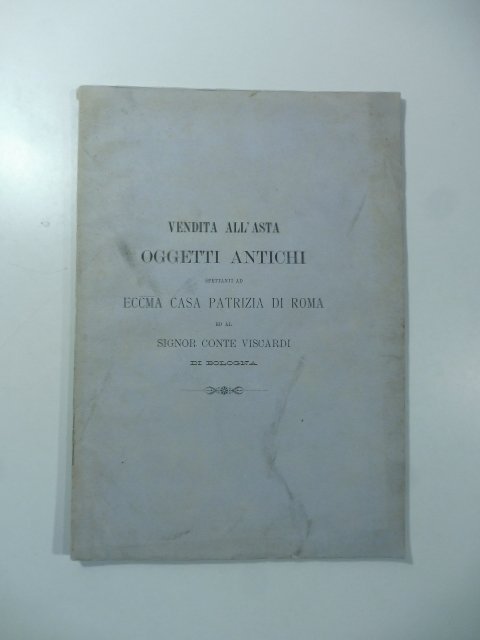 VENDITA ALL'ASTA
OGGETTI ANTICHI
SPETTANTI AD
ECCMA CASA PATRIZIA DI ROMA
ED AL
SIGNOR CONTE VISCARDI
DI BOLOGNA